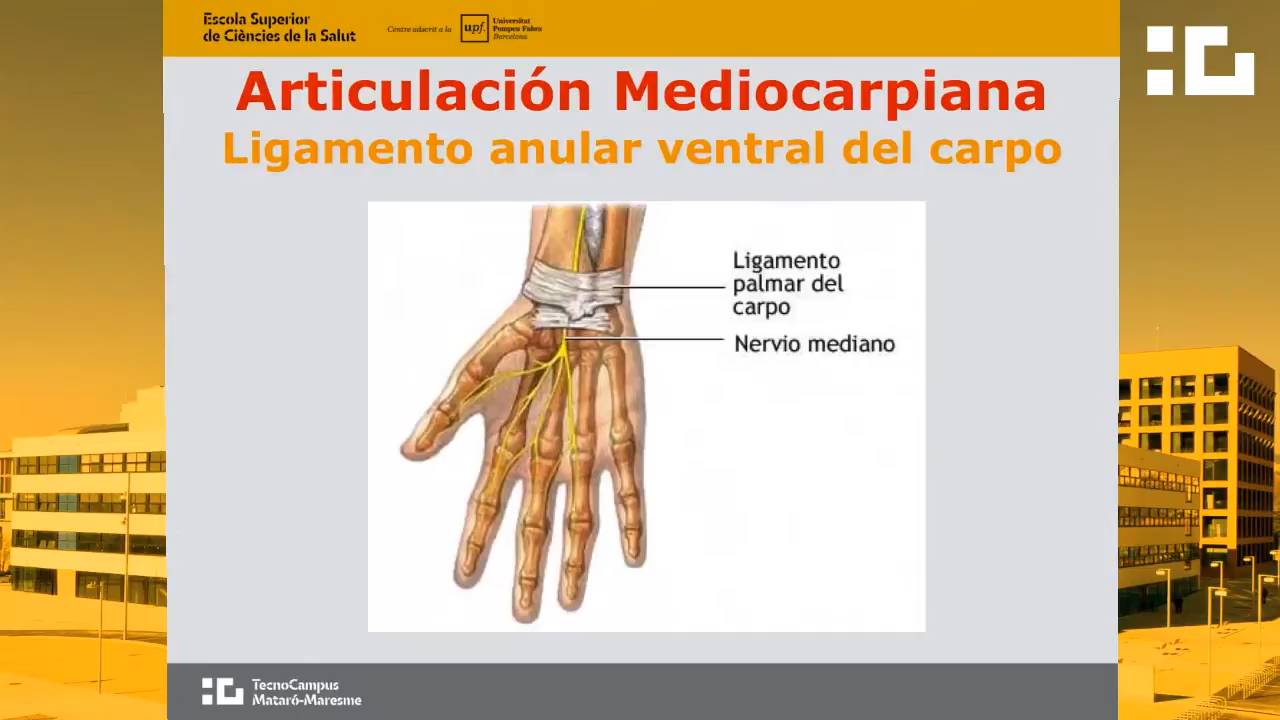 Escola Superior
de Ciències de la Salut
Centre adscrit a la
upf.
Universitat
Pompeu Fabra
Barcelona
Articulación Mediocarpiana
Ligamento anular ventral del carpo
Ligamento
palmar del
carpo
Nervio mediano
TecnoCampus
Mataró-Maresme